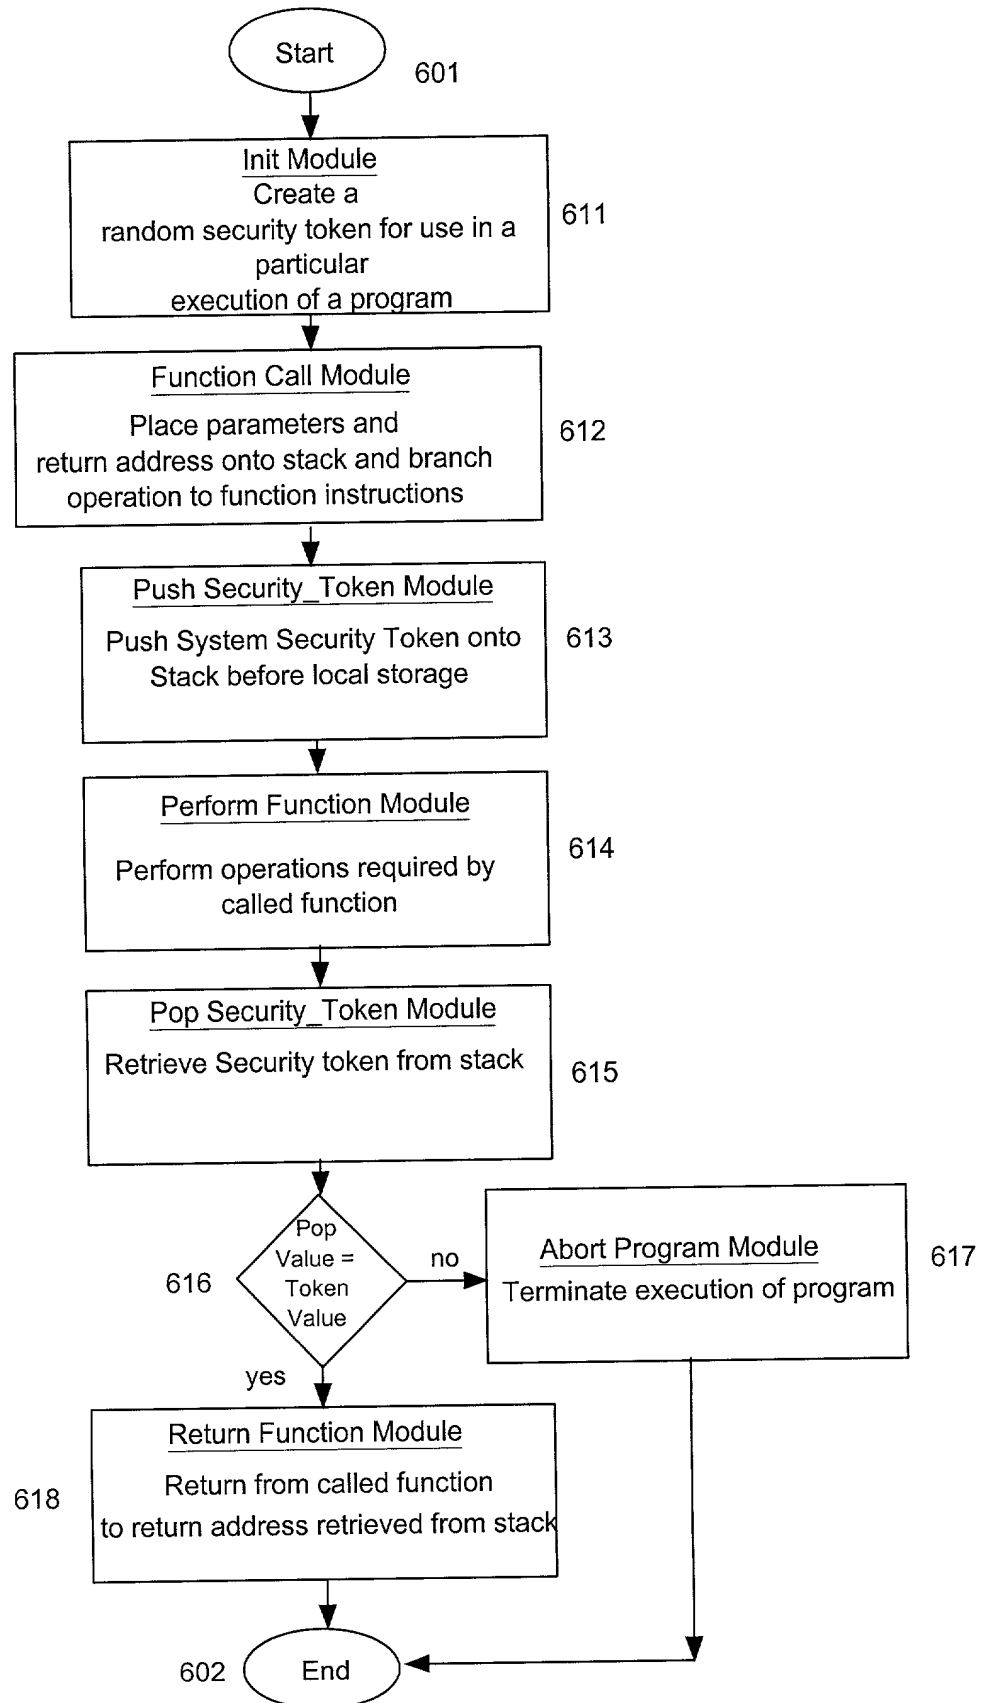 Start
601
Init Module
Create a
random security token for use in a
particular
execution of a program
611
Function Call Module
Place parameters and
return address onto stack and branch
operation to function instructions
612
Push Security_Token Module
Push System Security Token onto
Stack before local storage
613
Perform Function Module
Perform operations required by
called function
614
Pop Security_Token Module
Retrieve Security token from stack
615
Pop
Value =
Token
Value
616
no
Abort Program Module
Terminate execution of program
617
yes
Return Function Module
Return from called function
to return address retrieved from stack
618
End
602